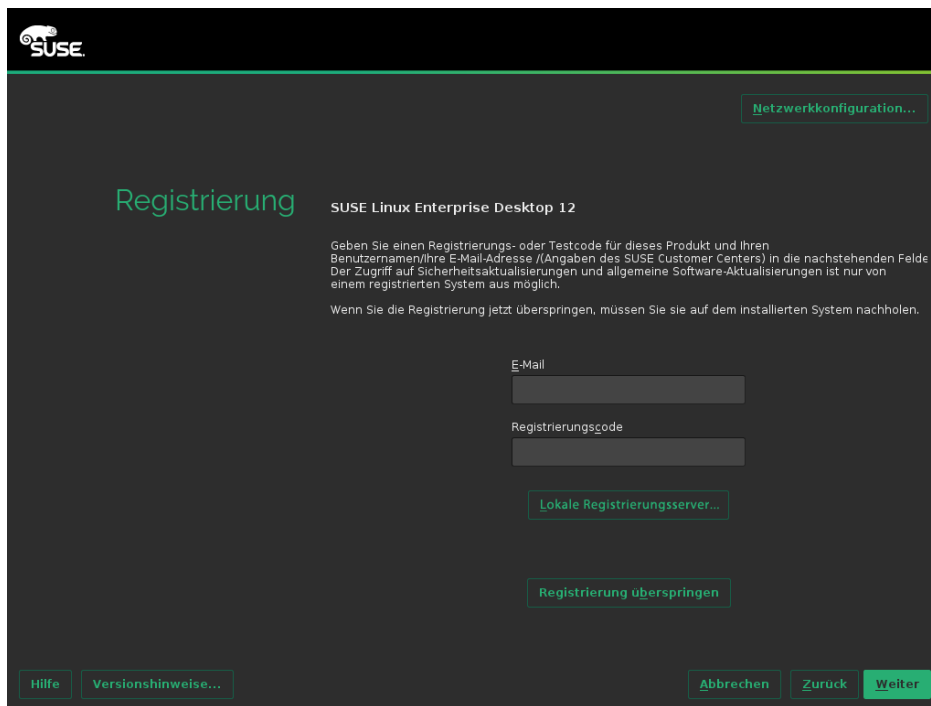 SUSE.
Netzwerkkonfiguration...
Registrierung
SUSE Linux Enterprise Desktop 12
Geben Sie einen Registrierungs- oder Testcode für dieses Produkt und Ihren
Benutzernamen/Ihre E-Mail-Adresse /(Angaben des SUSE Customer Centers) in die nachstehenden Felde
Der Zugriff auf Sicherheitsaktualisierungen und allgemeine Software-Aktualisierungen ist nur von
einem registrierten System aus möglich.
Wenn Sie die Registrierung jetzt überspringen, müssen Sie sie auf dem installierten System nachholen.
E-Mail
Registrierungscode
Lokale Registrierungsserver...
Registrierung überspringen
Hilfe
Versionshinweise...
Abbrechen
Zurück
Weiter